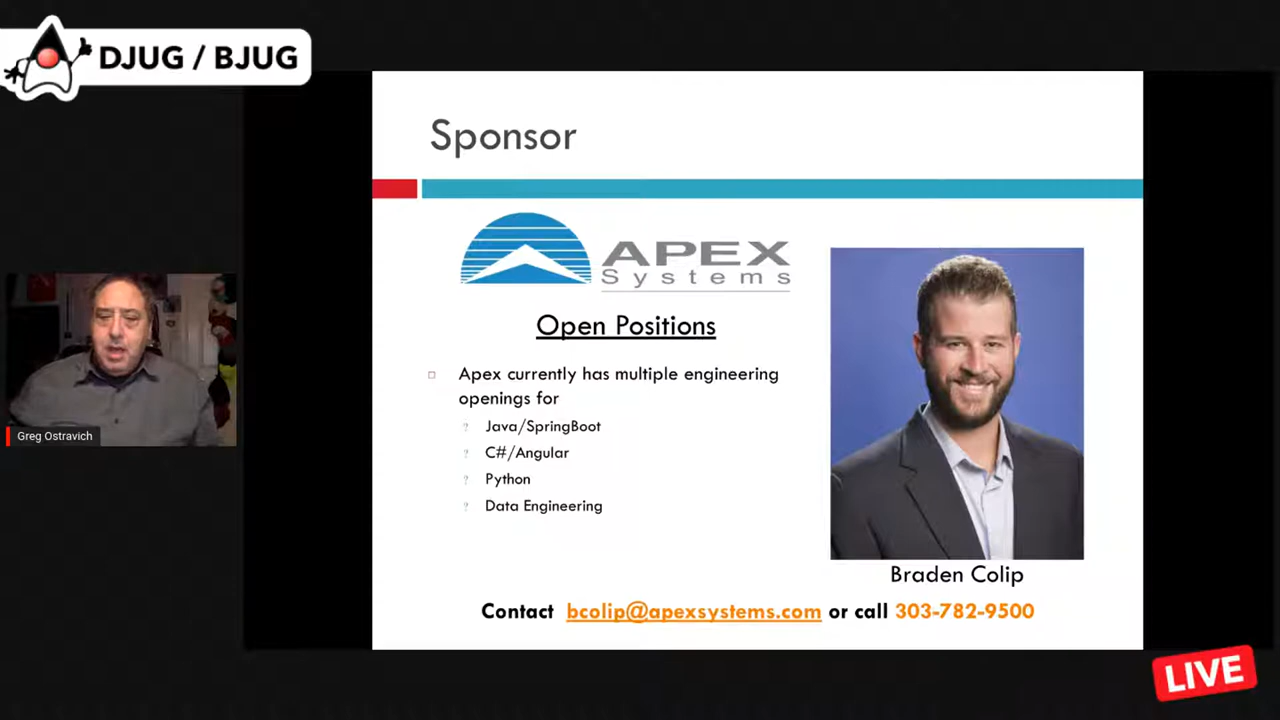 DJUG / BJUG
Sponsor
APEX
Systems
Open Positions
Apex currently has multiple engineering
openings for
? Java/SpringBoot
? C#/Angular
? Python
? Data Engineering
Braden Colip
Contact bcolip@apexsystems.com or call 303-782-9500
Greg Ostravich
LIVE